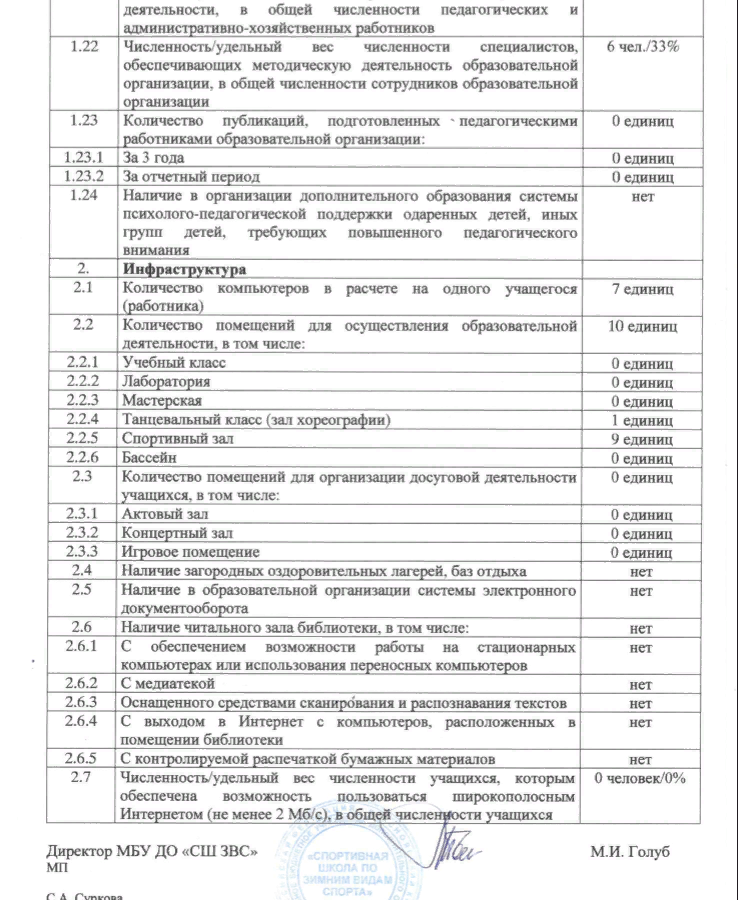 деятельности, в общей численности педагогических и
административно-хозяйственных работников
1.22 Численность/удельный вес численности специалистов, 6 чел./33%
обеспечивающих методическую деятельность образовательной
организации, в общей численности сотрудников образовательной
организации
1.23 Количество публикаций, подготовленных педагогическими 0 единиц
работниками образовательной организации:
1.23.1 За 3 года 0 единиц
1.23.2 За отчетный период 0 единиц
1.24 Наличие в организации дополнительного образования системы нет
психолого-педагогической поддержки одаренных детей, иных
групп детей, требующих повышенного педагогического
внимания
2. Инфраструктура
2.1 Количество компьютеров в расчете на одного учащегося 7 единиц
(работника)
2.2 Количество помещений для осуществления образовательной 10 единиц
деятельности, в том числе:
2.2.1 Учебный класс 0 единиц
2.2.2 Лаборатория 0 единиц
2.2.3 Мастерская 0 единиц
2.2.4 Танцевальный класс (зал хореографии) 1 единиц
2.2.5 Спортивный зал 9 единиц
2.2.6 Бассейн 0 единиц
2.3 Количество помещений для организации досуговой деятельности
учащихся, в том числе:
2.3.1 Актовый зал 0 единиц
2.3.2 Концертный зал 0 единиц
2.3.3 Игровое помещение 0 единиц
2.4 Наличие загородных оздоровительных лагерей, баз отдыха нет
2.5 Наличие в образовательной организации системы электронного нет
документооборота
2.6 Наличие читального зала библиотеки, в том числе: нет
2.6.1 С обеспечением возможности работы на стационарных нет
компьютерах или использования переносных компьютеров
2.6.2 С медиатекой нет
2.6.3 Оснащенного средствами сканирования и распознавания текстов нет
2.6.4 С выходом в Интернет с компьютеров, расположенных в нет
помещении библиотеки
2.6.5 С контролируемой распечаткой бумажных материалов нет
2.7 Численность/удельный вес численности учащихся, которым 0 человек/0%
обеспечена возможность пользоваться широкополосным
Интернетом (не менее 2 Мб/с), в общей численности учащихся
Директор МБУ ДО «СШ ЗВС» М.И. Голуб
МП
«СПОРТИВНАЯ
ШКОЛА ПО
ЗИМНИМ ВИДАМ
СПОРТА»
С.А. Суркова